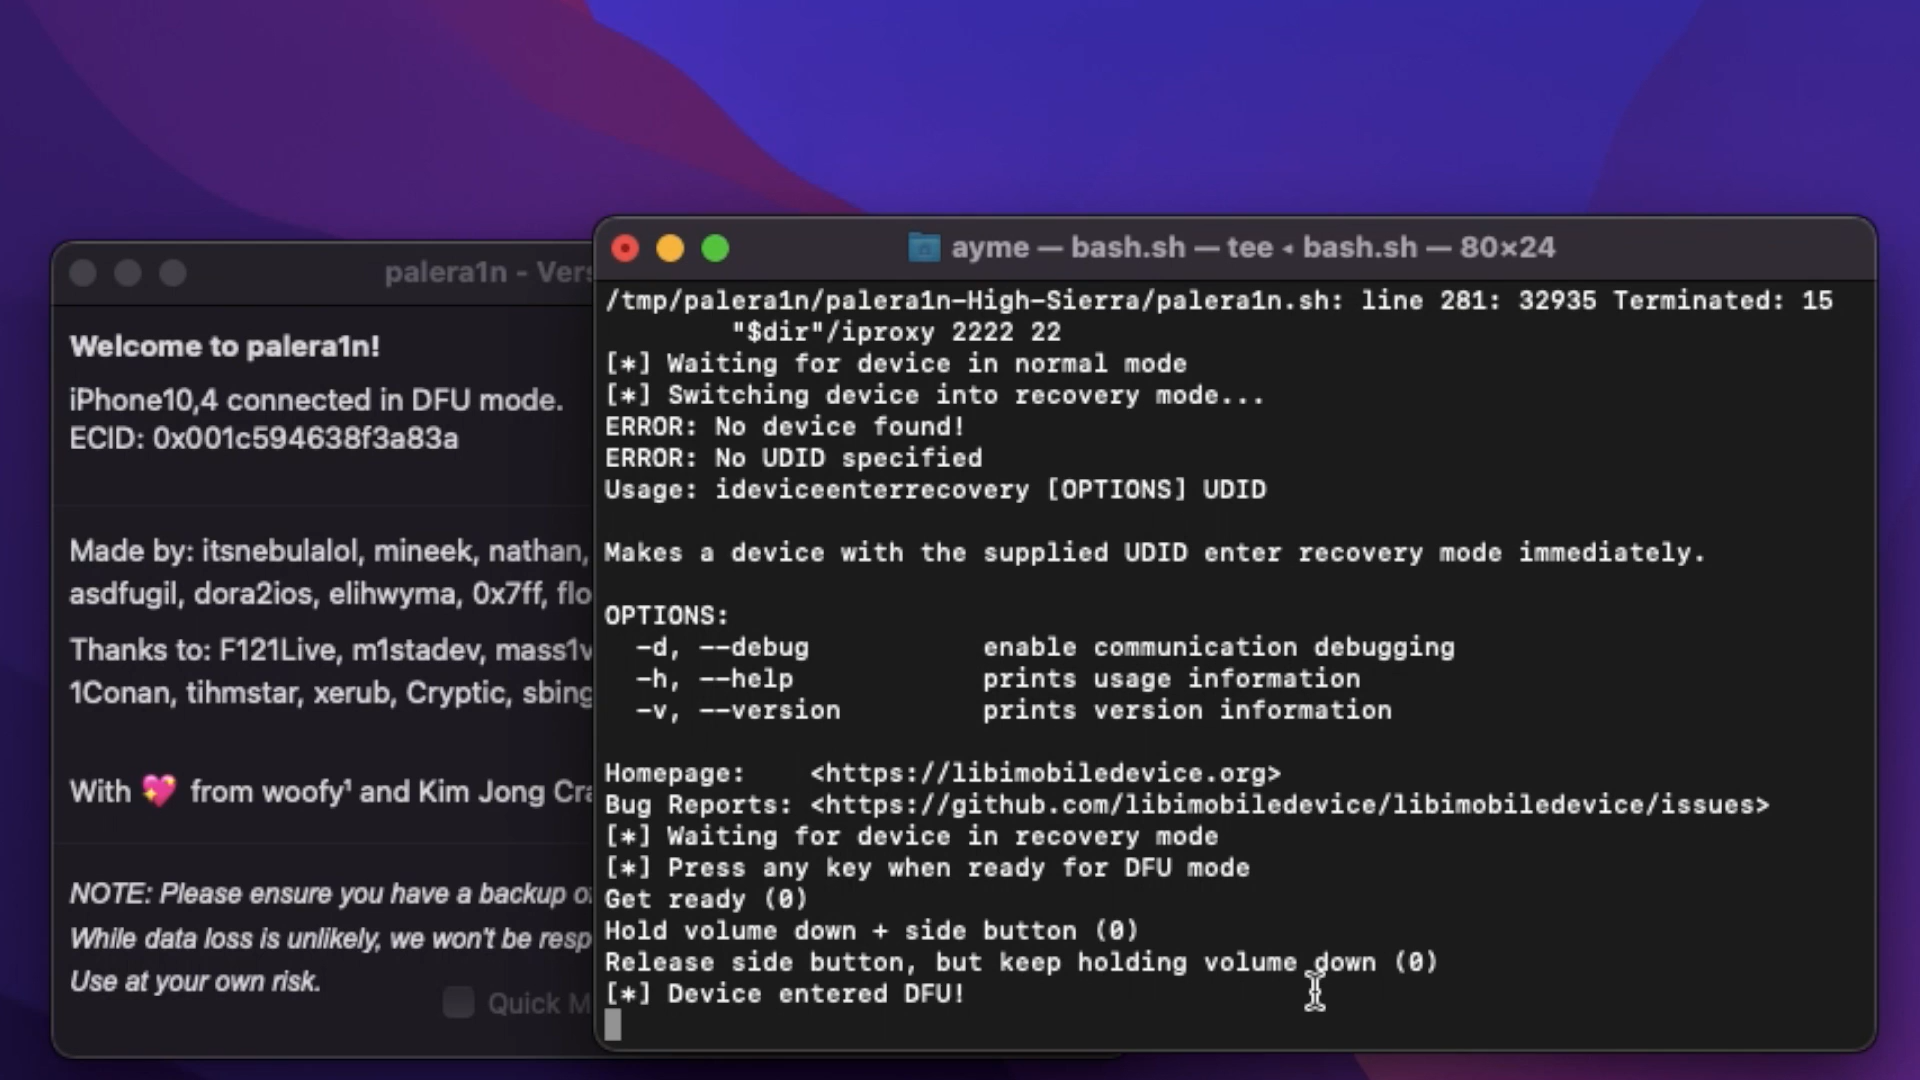 palera1n - Vers
Welcome to palera1n!
iPhone10,4 connected in DFU mode.
ECID: 0x001c594638f3a83a
Made by: itsnebulalol, mineek, nathan,
asdfugil, dora2ios, elihwyma, 0x7ff, flo
Thanks to: F121Live, m1stadev, mass1v
1Conan, tihmstar, xerub, Cryptic, sbing
With 💖 from woofy¹ and Kim Jong Cra
NOTE: Please ensure you have a backup o
While data loss is unlikely, we won't be resp
Use at your own risk.
Quick M
ayme — bash.sh — tee ◂ bash.sh — 80×24
/tmp/palera1n/palera1n-High-Sierra/palera1n.sh: line 281: 32935 Terminated: 15
"$dir"/iproxy 2222 22
[*] Waiting for device in normal mode
[*] Switching device into recovery mode...
ERROR: No device found!
ERROR: No UDID specified
Usage: ideviceenterrecovery [OPTIONS] UDID
Makes a device with the supplied UDID enter recovery mode immediately.
OPTIONS:
-d, --debug enable communication debugging
-h, --help prints usage information
-v, --version prints version information
Homepage: <https://libimobiledevice.org>
Bug Reports: <https://github.com/libimobiledevice/libimobiledevice/issues>
[*] Waiting for device in recovery mode
[*] Press any key when ready for DFU mode
Get ready (0)
Hold volume down + side button (0)
Release side button, but keep holding volume down (0)
[*] Device entered DFU!